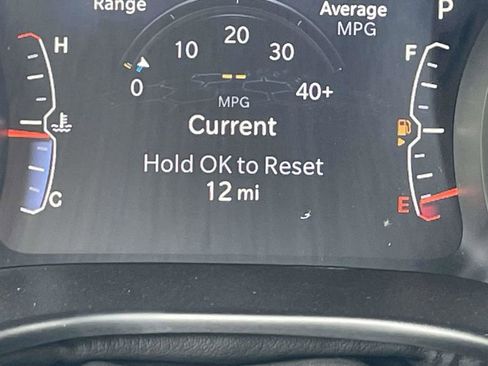 Range
Average
MPG
P
H
F
0 10 20 30 40+
--
MPG
Current
Hold OK to Reset
12 mi
C
E